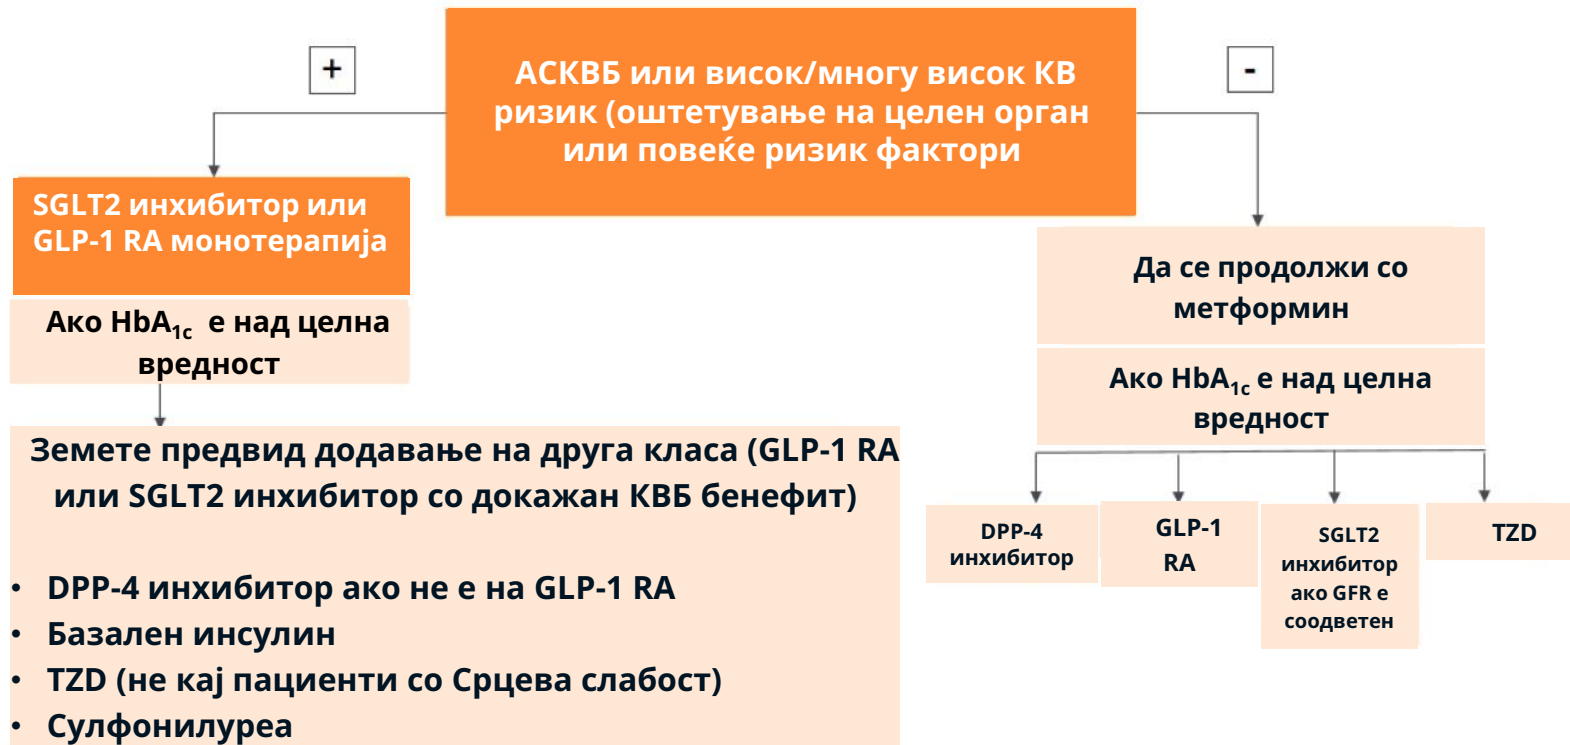 +
АСКВБ или висок/многу висок КВ
ризик (оштетување на целен орган
или повеќе ризик фактори
-
SGLT2 инхибитор или
GLP-1 RA монотерапија
Ако HbA1c е над целна
вредност
Земете предвид додавање на друга класа (GLP-1 RA
или SGLT2 инхибитор со докажан КВБ бенефит)
• DPP-4 инхибитор ако не е на GLP-1 RA
• Базален инсулин
• TZD (не кај пациенти со Срцева слабост)
• Сулфонилуреа
Да се продолжи со
метформин
Ако HbA1c е над целна
вредност
DPP-4
инхибитор
GLP-1
RA
SGLT2
инхибитор
ако GFR е
соодветен
TZD